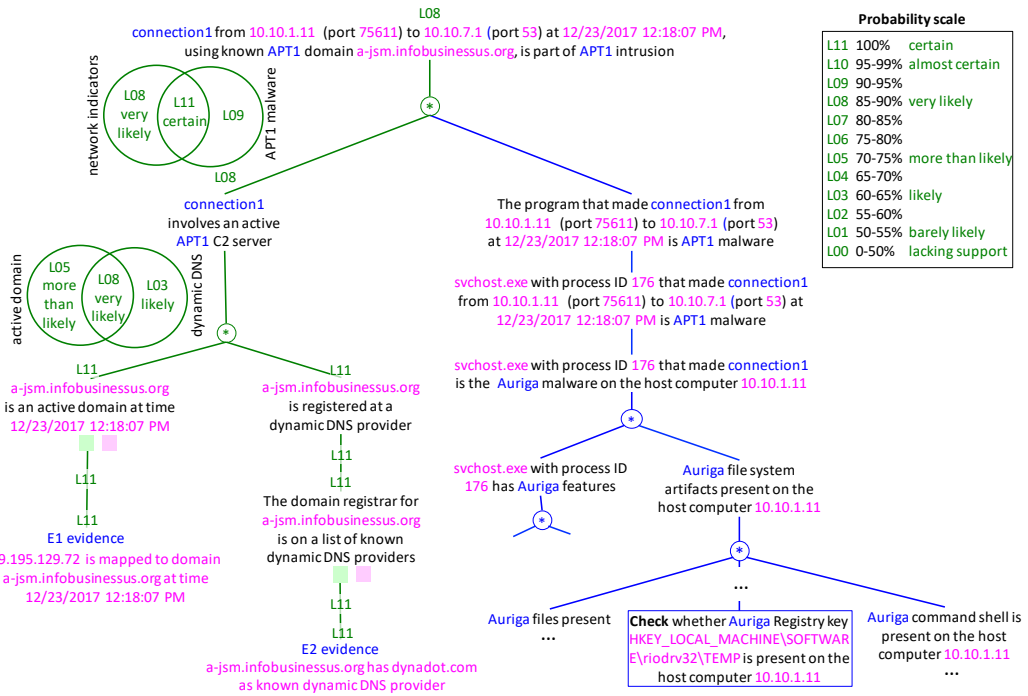 L08
connection1 from 10.10.1.11 (port 75611) to 10.10.7.1 (port 53) at 12/23/2017 12:18:07 PM,
using known APT1 domain a-jsm.infobusinessus.org, is part of APT1 intrusion
*
network indicators
L08
very
likely
L11
certain
L09
APT1 malware
Probability scale
L11 100% certain
L10 95-99% almost certain
L09 90-95%
L08 85-90% very likely
L07 80-85%
L06 75-80%
L05 70-75% more than likely
L04 65-70%
L03 60-65% likely
L02 55-60%
L01 50-55% barely likely
L00 0-50% lacking support
L08
connection1
involves an active
APT1 C2 server
active domain
L05
more
than
likely
L08
very
likely
L03
likely
dynamic DNS
*
L11
a-jsm.infobusinessus.org
is an active domain at time
12/23/2017 12:18:07 PM
L11
L11
E1 evidence
9.195.129.72 is mapped to domain
a-jsm.infobusinessus.org at time
12/23/2017 12:18:07 PM
L11
a-jsm.infobusinessus.org
is registered at a
dynamic DNS provider
L11
L11
The domain registrar for
a-jsm.infobusinessus.org
is on a list of known
dynamic DNS providers
L11
L11
E2 evidence
a-jsm.infobusinessus.org has dynadot.com
as known dynamic DNS provider
The program that made connection1 from
10.10.1.11 (port 75611) to 10.10.7.1 (port 53)
at 12/23/2017 12:18:07 PM is APT1 malware
svchost.exe with process ID 176 that made connection1
from 10.10.1.11 (port 75611) to 10.10.7.1 (port 53) at
12/23/2017 12:18:07 PM is APT1 malware
svchost.exe with process ID 176 that made connection1
is the Auriga malware on the host computer 10.10.1.11
*
svchost.exe with process ID
176 has Auriga features
*
Auriga file system
artifacts present on the
host computer 10.10.1.11
*
...
Auriga files present
...
Check whether Auriga Registry key
HKEY_LOCAL_MACHINE\SOFTWAR
E\riodrv32\TEMP is present on the
host computer 10.10.1.11
Auriga command shell is
present on the host
computer 10.10.1.11
...